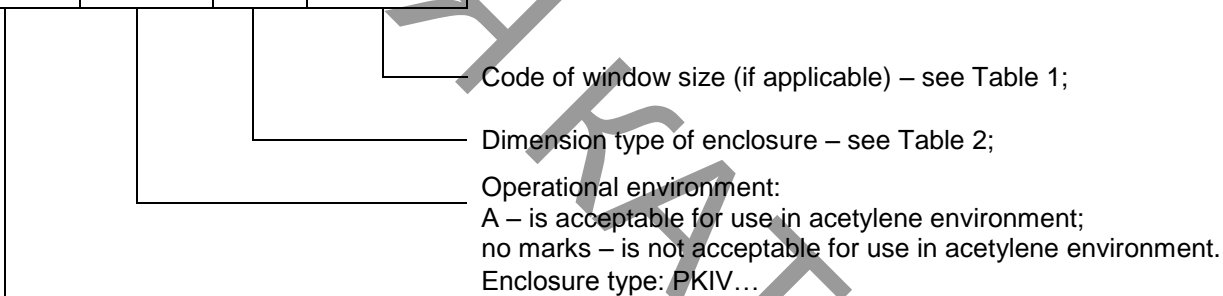 Code of window size (if applicable) – see Table 1;
Dimension type of enclosure – see Table 2;
Operational environment:
A – is acceptable for use in acetylene environment;
no marks – is not acceptable for use in acetylene environment.
Enclosure type: PKIV…